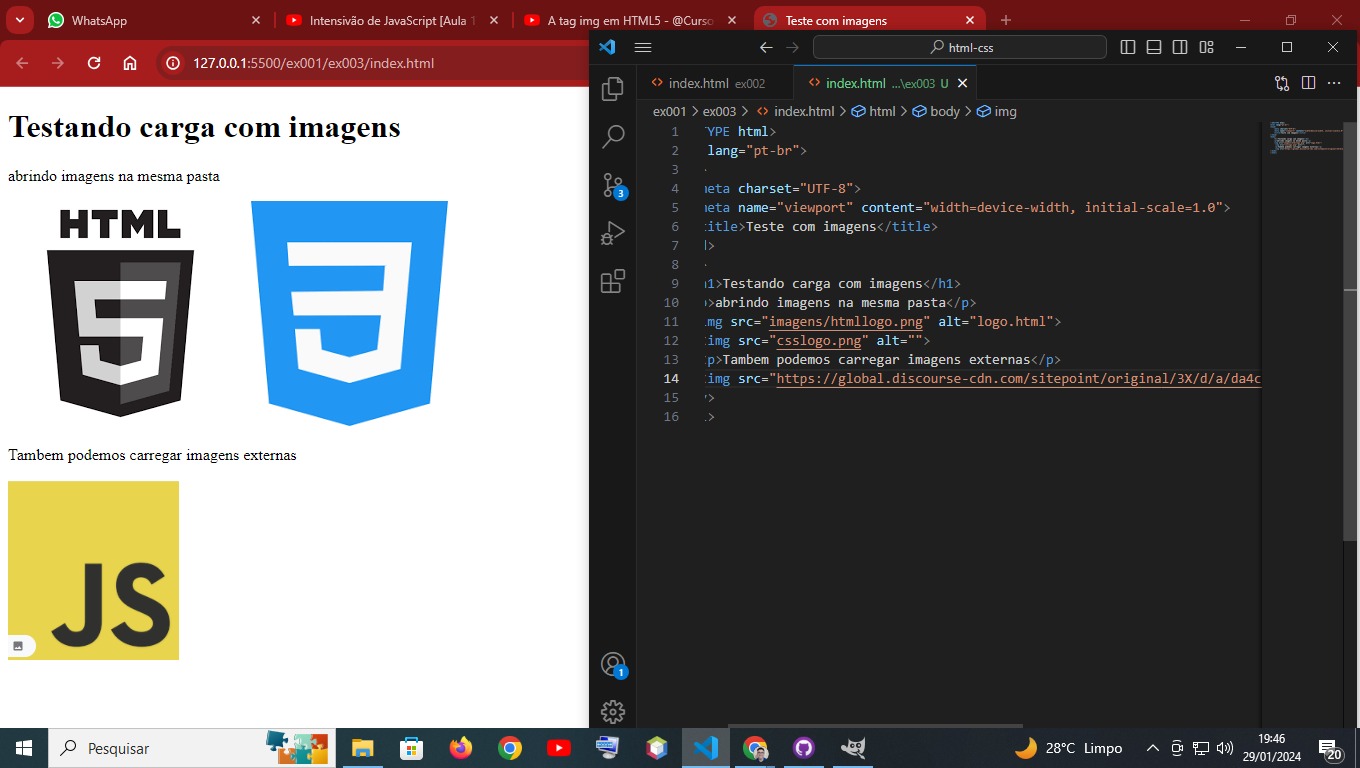 WhatsApp
Intensivão de JavaScript [Aula 1
A tag img em HTML5 - @Curso
Teste com imagens
127.0.0.1:5500/ex001/ex003/index.html
html-css
index.html ex002
index.html ...\ex003 U
ex001 > ex003 > index.html > html > body > img
Testando carga com imagens
abrindo imagens na mesma pasta
HTML
5
Tambem podemos carregar imagens externas
JS
1 YPE html>
2 lang="pt-br">
3
4 meta charset="UTF-8">
5 meta name="viewport" content="width=device-width, initial-scale=1.0">
6 title>Teste com imagens</title>
7 >
8
9 h1>Testando carga com imagens</h1>
10 >abrindo imagens na mesma pasta</p>
11 mg src="imagens/htmllogo.png" alt="logo.html">
12 img src="csslogo.png" alt="">
13 p>Tambem podemos carregar imagens externas</p>
14 img src="https://global.discourse-cdn.com/sitepoint/original/3X/d/a/da4c
15 >
16 >
3
1
Pesquisar
28°C Limpo
19:46
29/01/2024
20